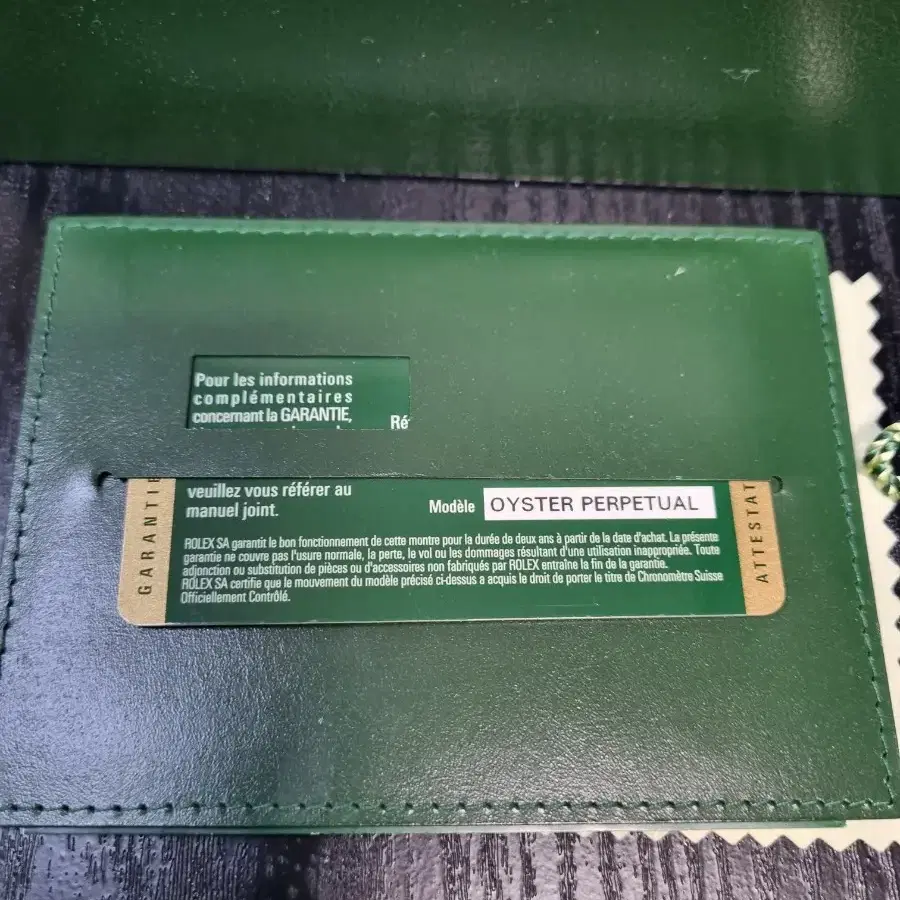 Pour les informations
complémentaires
concernant la GARANTIE,
Ré
veuillez vous référer au
manuel joint.
Modèle OYSTER PERPETUAL
GARANTIE
ATTESTAT
ROLEX SA garantit le bon fonctionnement de cette montre pour la durée de deux ans à partir de la date d'achat. La présente
garantie ne couvre pas l'usure normale, la perte, le vol ou les dommages résultant d'une utilisation inappropriée. Toute
adjonction ou substitution de pièces ou d'accessoires non fabriqués par ROLEX entraîne la fin de la garantie.
ROLEX SA certifie que le mouvement du modèle précisé ci-dessus a acquis le droit de porter le titre de Chronomètre Suisse
Officiellement Contrôlé.